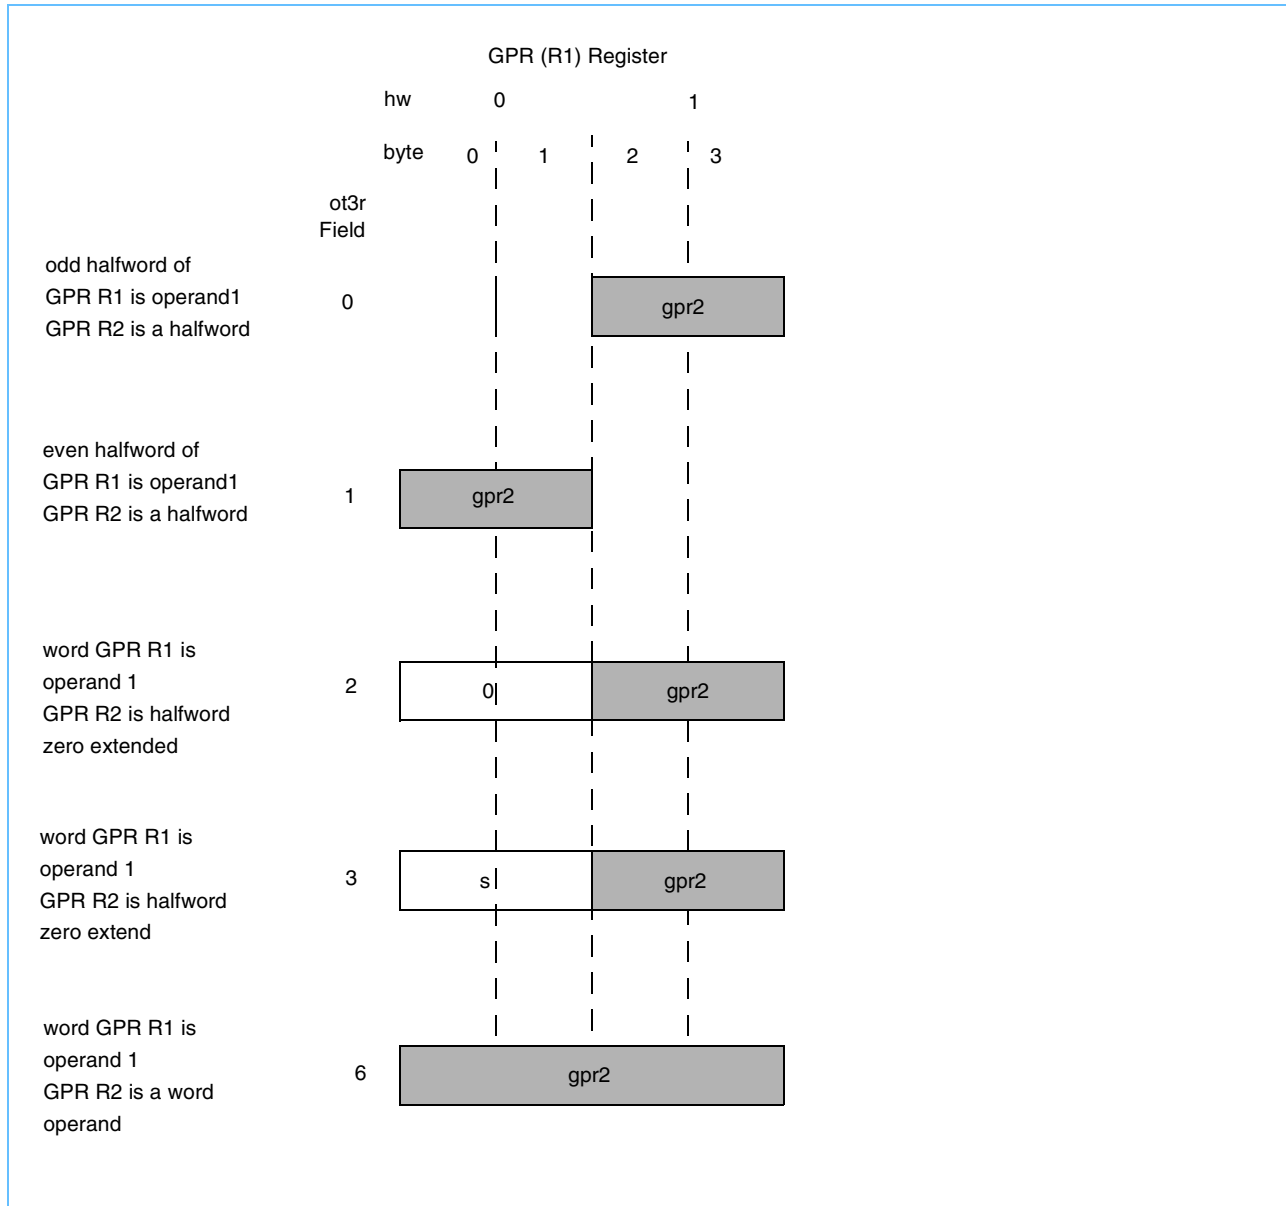 GPR (R1) Register
hw 0 1
byte 0 1 2 3
ot3r
Field
odd halfword of
GPR R1 is operand1
GPR R2 is a halfword
0
gpr2
even halfword of
GPR R1 is operand1
GPR R2 is a halfword
1
gpr2
word GPR R1 is
operand 1
GPR R2 is halfword
zero extended
2
0
gpr2
word GPR R1 is
operand 1
GPR R2 is halfword
zero extend
3
s
gpr2
word GPR R1 is
operand 1
GPR R2 is a word
operand
6
gpr2